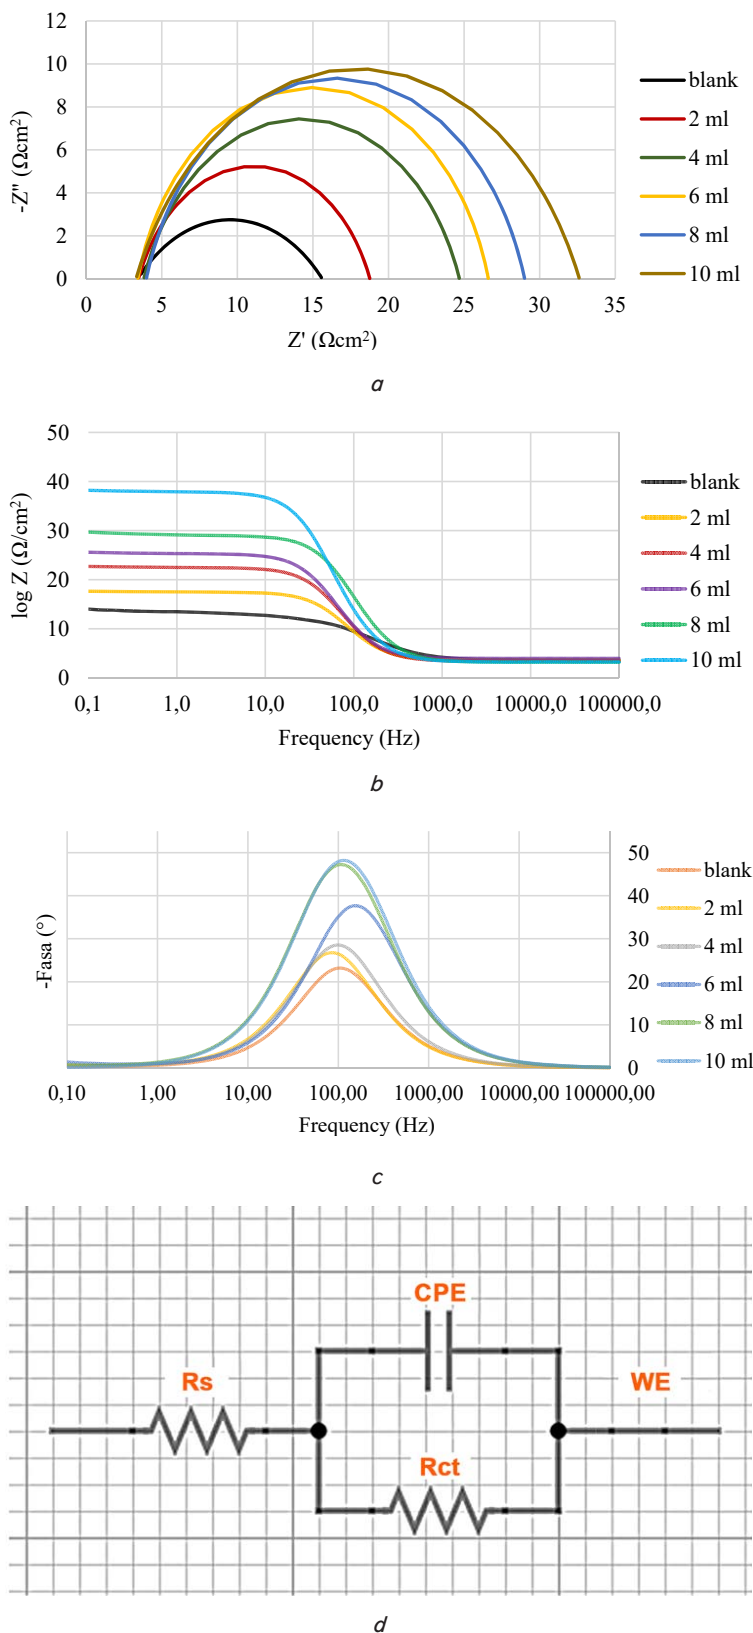 12
10
8
6
4
2
0
-Z" (Ωcm²)
0 5 10 15 20 25 30 35
Z' (Ωcm²)
blank
2 ml
4 ml
6 ml
8 ml
10 ml
a
50
40
30
20
10
0
log Z (Ω/cm²)
0,1 1,0 10,0 100,0 1000,0 10000,0 100000,0
Frequency (Hz)
blank
2 ml
4 ml
6 ml
8 ml
10 ml
b
-Fasa (°)
50
40
30
20
10
0
0,10 1,00 10,00 100,00 1000,00 10000,00 100000,00
Frequency (Hz)
blank
2 ml
4 ml
6 ml
8 ml
10 ml
c
CPE
Rs
WE
Rct
d